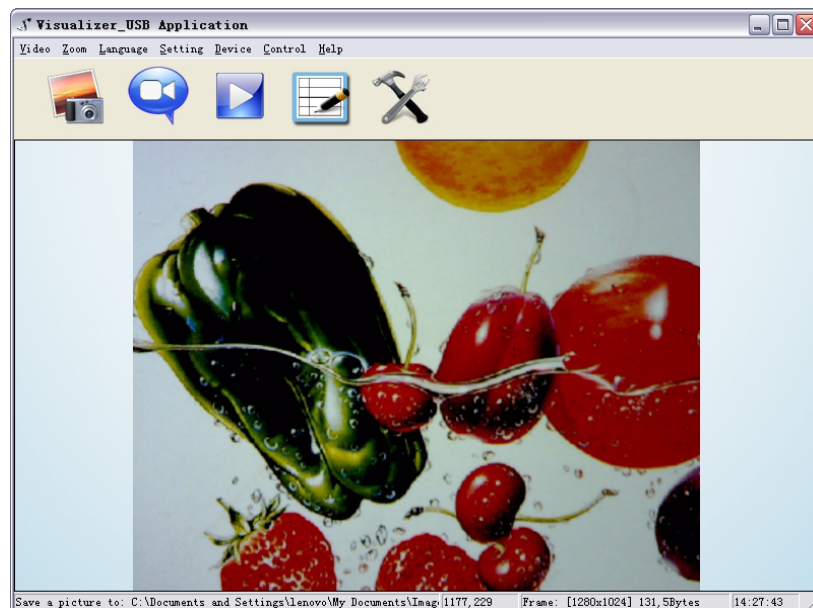 Visualizer_USB Application
Video Zoom Language Setting Device Control Help
Save a picture to: C:\Documents and Settings\lenovo\My Documents\Imag 1177,229 Frame: [1280x1024] 131,5Bytes 14:27:43